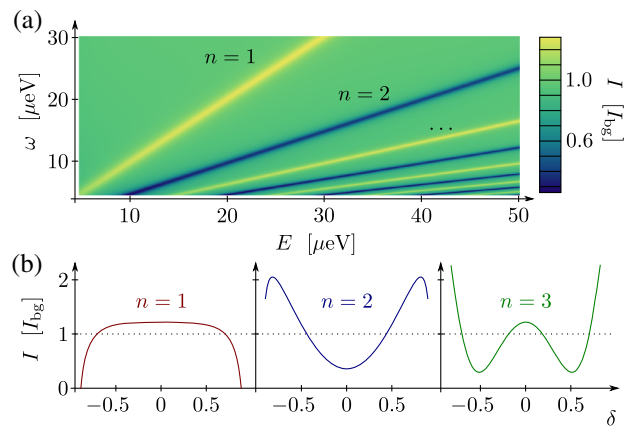 (a)
30
20
10
ω [μeV]
n = 1
n = 2
...
10 20 30 40 50
E [μeV]
1.0
0.6
I [I_bg]
(b)
2
1
0
I [I_bg]
n = 1
n = 2
n = 3
−0.5 0 0.5
−0.5 0 0.5
−0.5 0 0.5
δ